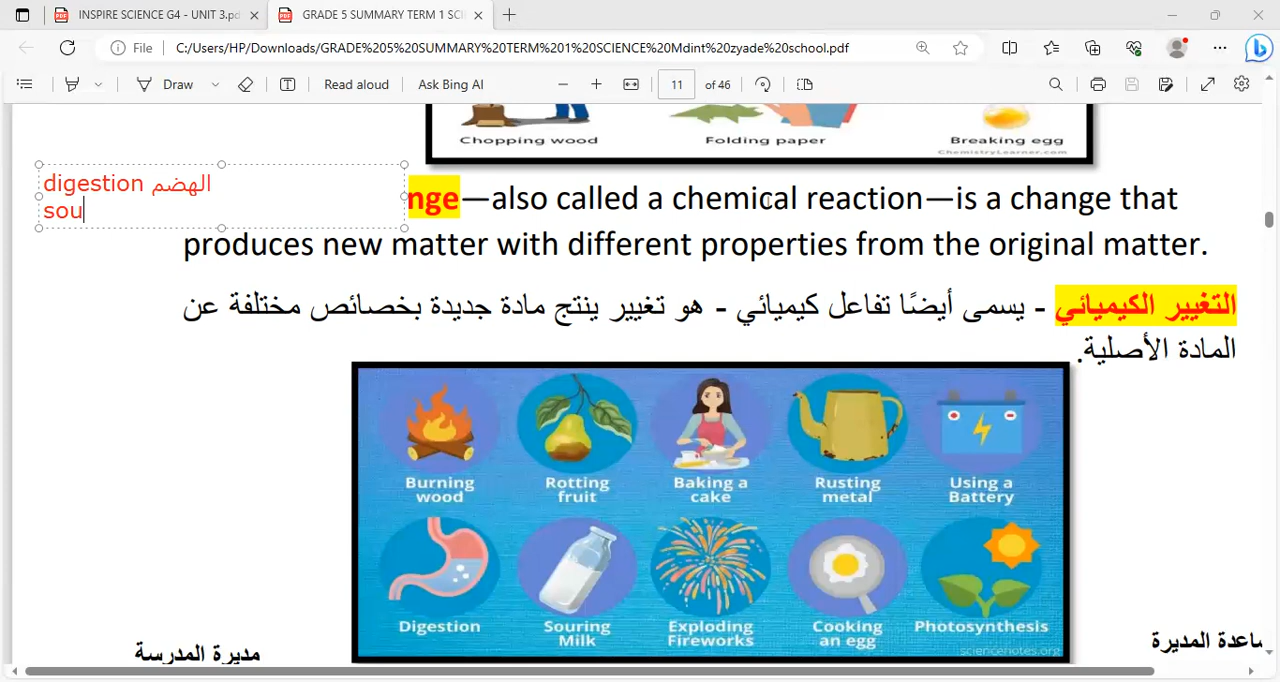 INSPIRE SCIENCE G4 - UNIT 3.pd
GRADE 5 SUMMARY TERM 1 SCI
File
C:/Users/HP/Downloads/GRADE%205%20SUMMARY%20TERM%201%20SCIENCE%20Mdint%20zyade%20school.pdf
Draw
Read aloud
Ask Bing AI
11 of 46
Chopping wood
Folding paper
Breaking egg
ChemistryLearner.com
digestion الهضم
sou
nge—also called a chemical reaction—is a change that
produces new matter with different properties from the original matter.
التغيير الكيميائي - يسمى أيضًا تفاعل كيميائي - هو تغيير ينتج مادة جديدة بخصائص مختلفة عن
المادة الأصلية.
Burning
wood
Rotting
fruit
Baking a
cake
Rusting
metal
Using a
Battery
Digestion
Souring
Milk
Exploding
Fireworks
Cooking
an egg
Photosynthesis
sciencenotes.org
ساعدة المديرة
مديرة المدرسة